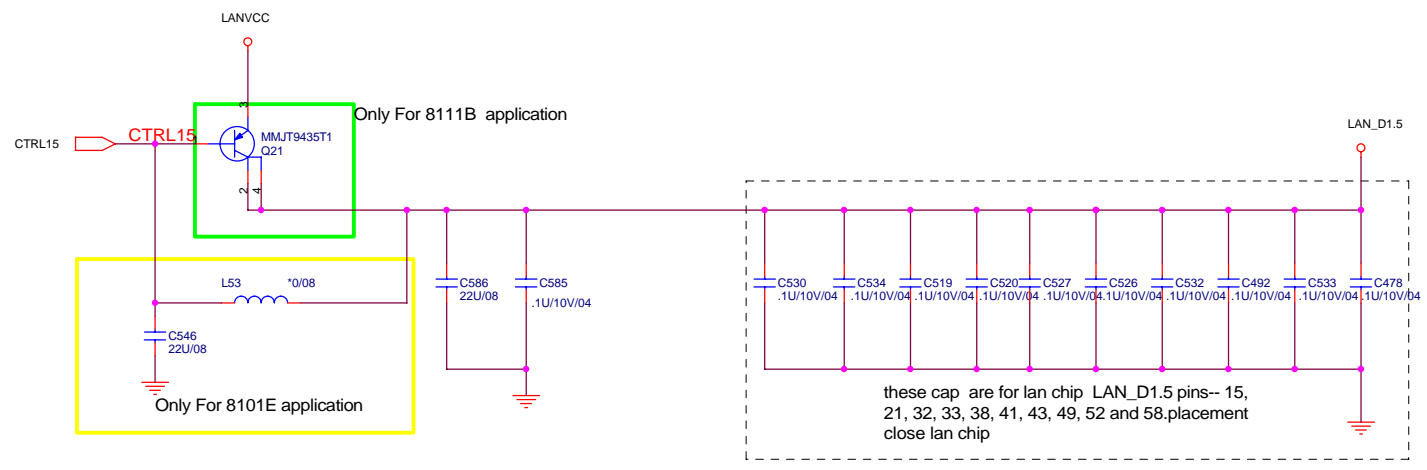 LANVCC
3
Only For 8111B application
MMJT9435T1
Q21
CTRL15
CTRL15
2
4
LAN_D1.5
L53
*0/08
C546
22U/08
Only For 8101E application
C586
22U/08
C585
.1U/10V/04
C530
.1U/10V/04
C534
.1U/10V/04
C519
.1U/10V/04
C520
.1U/10V/04
C527
.1U/10V/04
C526
.1U/10V/04
C532
.1U/10V/04
C492
.1U/10V/04
C533
.1U/10V/04
C478
.1U/10V/04
these cap are for lan chip LAN_D1.5 pins-- 15,
21, 32, 33, 38, 41, 43, 49, 52 and 58.placement
close lan chip